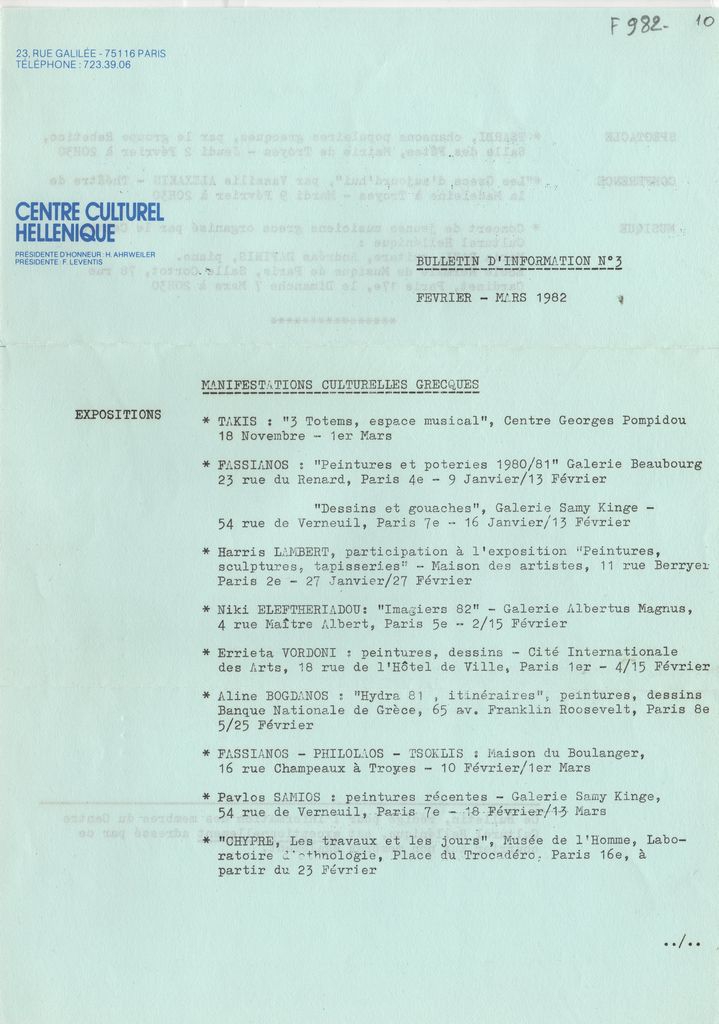 F 982- 10
23, RUE GALILÉE - 75116 PARIS
TÉLÉPHONE : 723.39.06
CENTRE CULTUREL
HELLENIQUE
PRÉSIDENTE D'HONNEUR : H. AHRWEILER
PRÉSIDENTE : F. LEVENTIS
BULLETIN D'INFORMATION N°3
FEVRIER - MARS 1982
MANIFESTATIONS CULTURELLES GRECQUES
EXPOSITIONS
* TAKIS : "3 Totems, espace musical", Centre Georges Pompidou
18 Novembre - 1er Mars
* FASSIANOS : "Peintures et poteries 1980/81" Galerie Beaubourg
23 rue du Renard, Paris 4e - 9 Janvier/13 Février
"Dessins et gouaches", Galerie Samy Kinge -
54 rue de Verneuil, Paris 7e - 16 Janvier/13 Février
* Harris LAMBERT, participation à l'exposition "Peintures,
sculptures, tapisseries" - Maison des artistes, 11 rue Berryer
Paris 2e - 27 Janvier/27 Février
* Niki ELEFTHERIADOU: "Imagiers 82" - Galerie Albertus Magnus,
4 rue Maître Albert, Paris 5e - 2/15 Février
* Errieta VORDONI : peintures, dessins - Cité Internationale
des Arts, 18 rue de l'Hôtel de Ville, Paris 1er - 4/15 Février
* Aline BOGDANOS : "Hydra 81 , itinéraires", peintures, dessins
Banque Nationale de Grèce, 65 av. Franklin Roosevelt, Paris 8e
5/25 Février
* FASSIANOS - PHILOLAOS - TSOKLIS : Maison du Boulanger,
16 rue Champeaux à Troyes - 10 Février/1er Mars
* Pavlos SAMIOS : peintures récentes - Galerie Samy Kinge,
54 rue de Verneuil, Paris 7e - 18 Février/13 Mars
* "CHYPRE, Les travaux et les jours", Musée de l'Homme, Labo-
ratoire d'ethnologie, Place du Trocadéro, Paris 16e, à
partir du 23 Février
../..